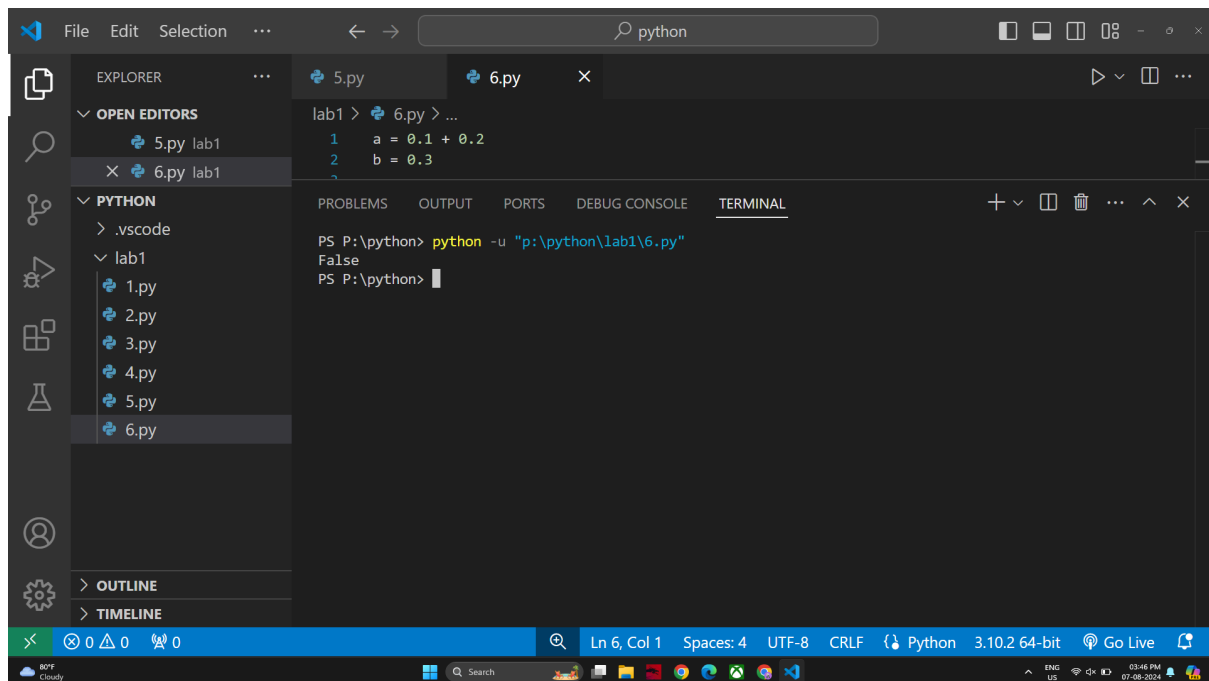 File Edit Selection ...
python
EXPLORER ...
5.py
6.py
OPEN EDITORS
5.py lab1
6.py lab1
PYTHON
.vscode
lab1
1.py
2.py
3.py
4.py
5.py
6.py
OUTLINE
TIMELINE
lab1 > 6.py > ...
1 a = 0.1 + 0.2
2 b = 0.3
PROBLEMS OUTPUT PORTS DEBUG CONSOLE TERMINAL
PS P:\python> python -u "p:\python\lab1\6.py"
False
PS P:\python>
0 0 0 Ln 6, Col 1 Spaces: 4 UTF-8 CRLF Python 3.10.2 64-bit Go Live
80°F
Cloudy
Search
ENG
US
03:46 PM
07-08-2024